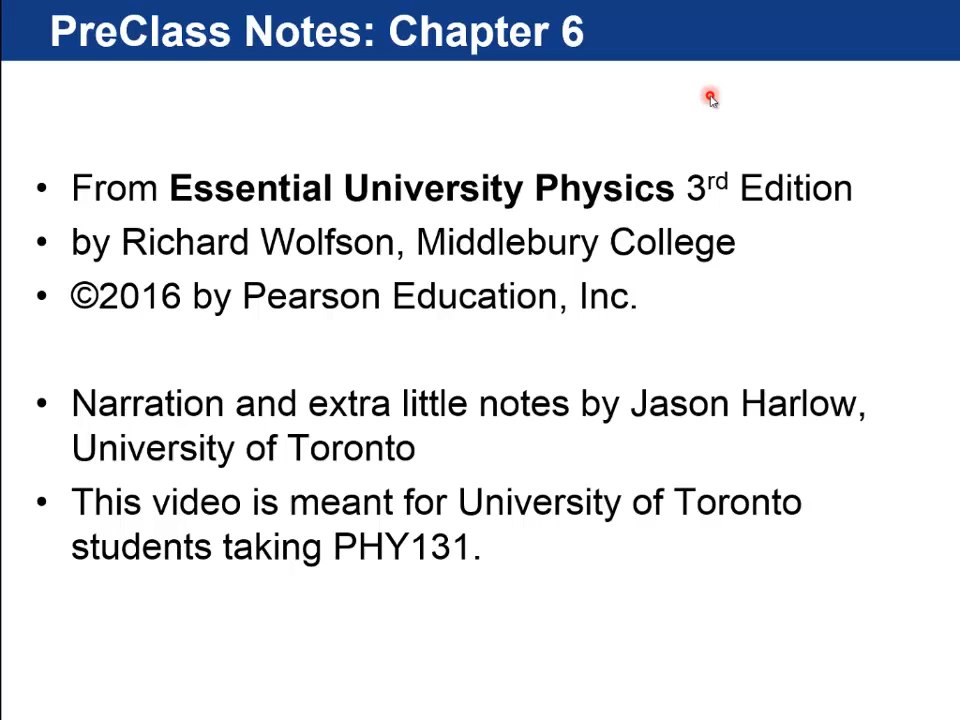 PreClass Notes: Chapter 6
• From Essential University Physics 3rd Edition
• by Richard Wolfson, Middlebury College
• ©2016 by Pearson Education, Inc.
• Narration and extra little notes by Jason Harlow,
University of Toronto
• This video is meant for University of Toronto
students taking PHY131.